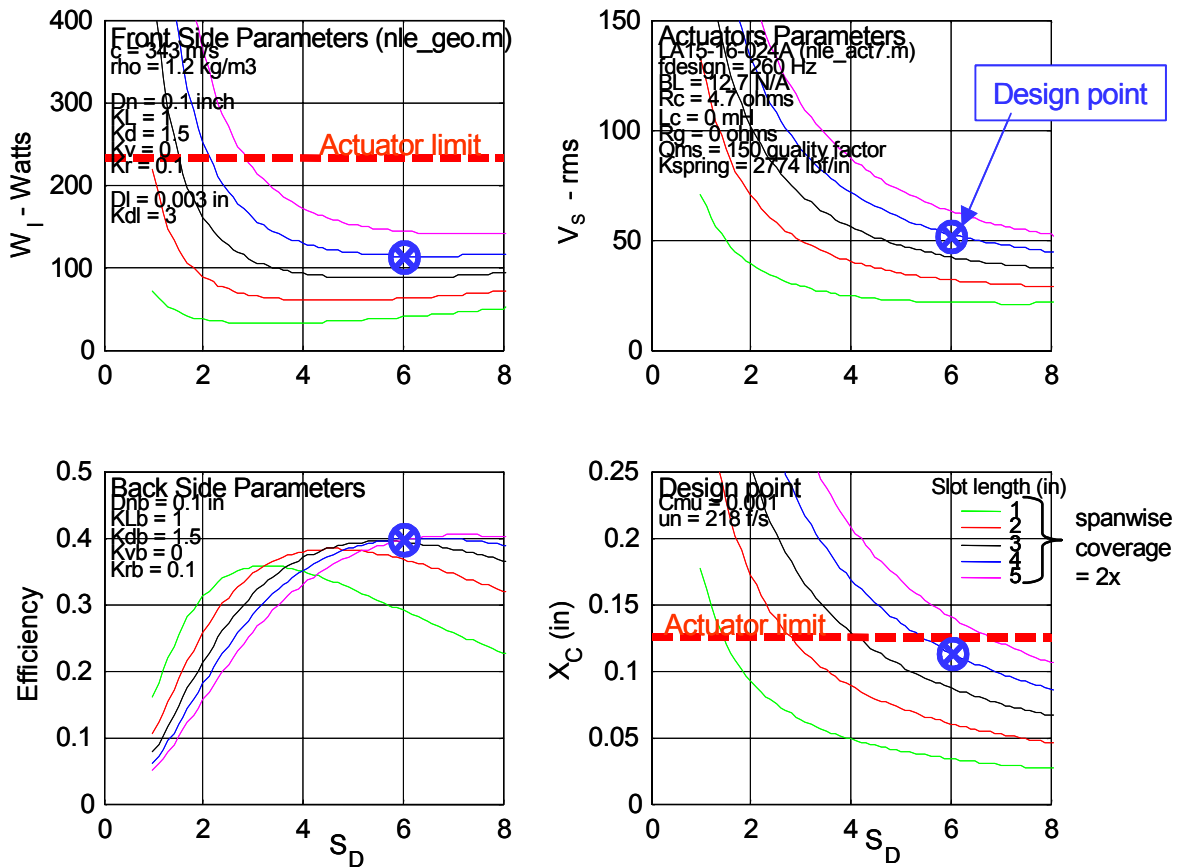 400
300
200
100
0
0 2 4 6 8
W_I - Watts
Front Side Parameters (nle_geo.m)
c = 343 m/s
rho = 1.2 kg/m3
Dn = 0.1 inch
KL = 1
Kd = 1.5
Kv = 0
Kr = 0.1
Dl = 0.003 in
Kdl = 3
Actuator limit
150
100
50
0
0 2 4 6 8
V_S - rms
Actuators Parameters
LA15-16-024A (nle_act7.m)
fdesign = 260 Hz
BL = 12.7 N/A
Rc = 4.7 ohms
Lc = 0 mH
Rg = 0 ohms
Qms = 150 quality factor
Kspring = 2774 lbf/in
Design point
0.5
0.4
0.3
0.2
0.1
0
0 2 4 6 8
Efficiency
S_D
Back Side Parameters
Dnb = 0.1 in
KLb = 1
Kdb = 1.5
Kvb = 0
Krb = 0.1
0.25
0.2
0.15
0.1
0.05
0
0 2 4 6 8
X_C (in)
S_D
Design point
Cmu = 0.001
un = 218 f/s
Actuator limit
Slot length (in)
1
2
3
4
5
spanwise
coverage
= 2x